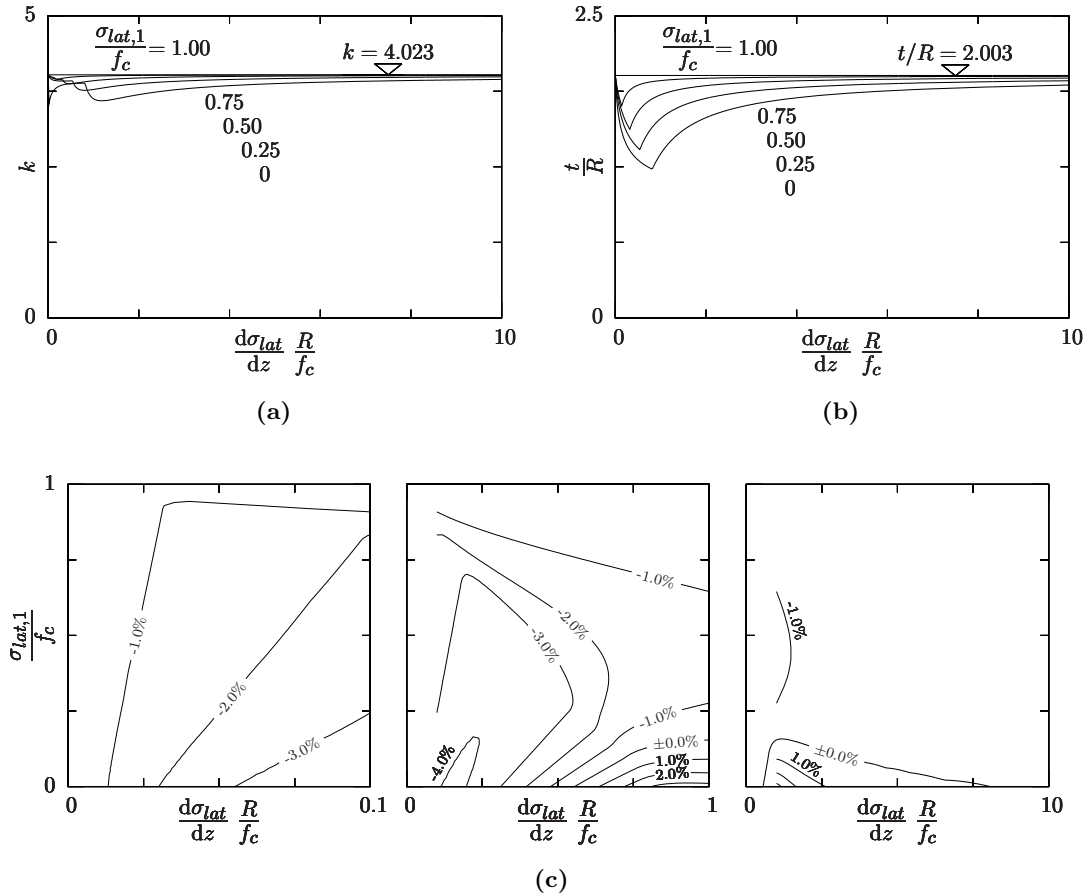 5
σlat,1/fc = 1.00
k = 4.023
0.75
0.50
0.25
0
k
0
0
10
dσlat/dz R/fc
(a)
2.5
σlat,1/fc = 1.00
t/R = 2.003
0.75
0.50
0.25
0
t/R
0
0
10
dσlat/dz R/fc
(b)
1
σlat,1/fc
0
-1.0%
-2.0%
-3.0%
0
0.1
dσlat/dz R/fc
-1.0%
-2.0%
-3.0%
-1.0%
±0.0%
1.0%
2.0%
-4.0%
0
1
dσlat/dz R/fc
-1.0%
±0.0%
1.0%
0
10
dσlat/dz R/fc
(c)